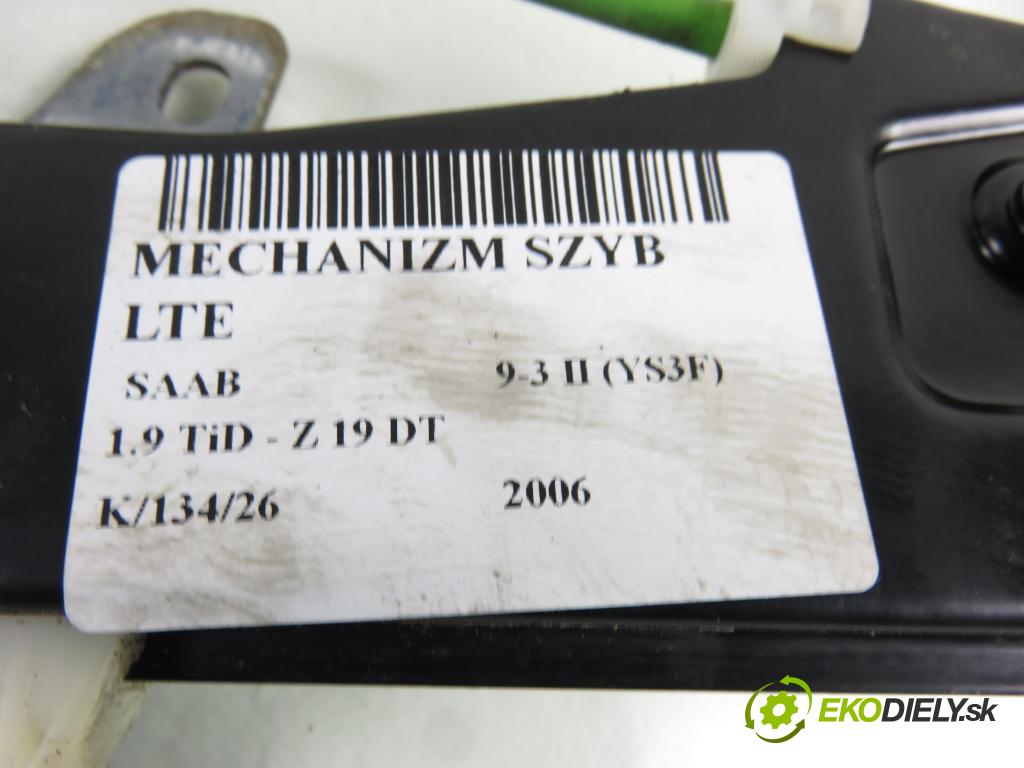 MECHANIZM SZYB
LTE
SAAB 9-3 II (YS3F)
1.9 TiD - Z 19 DT
K/134/26 2006
EKODIELY.sk